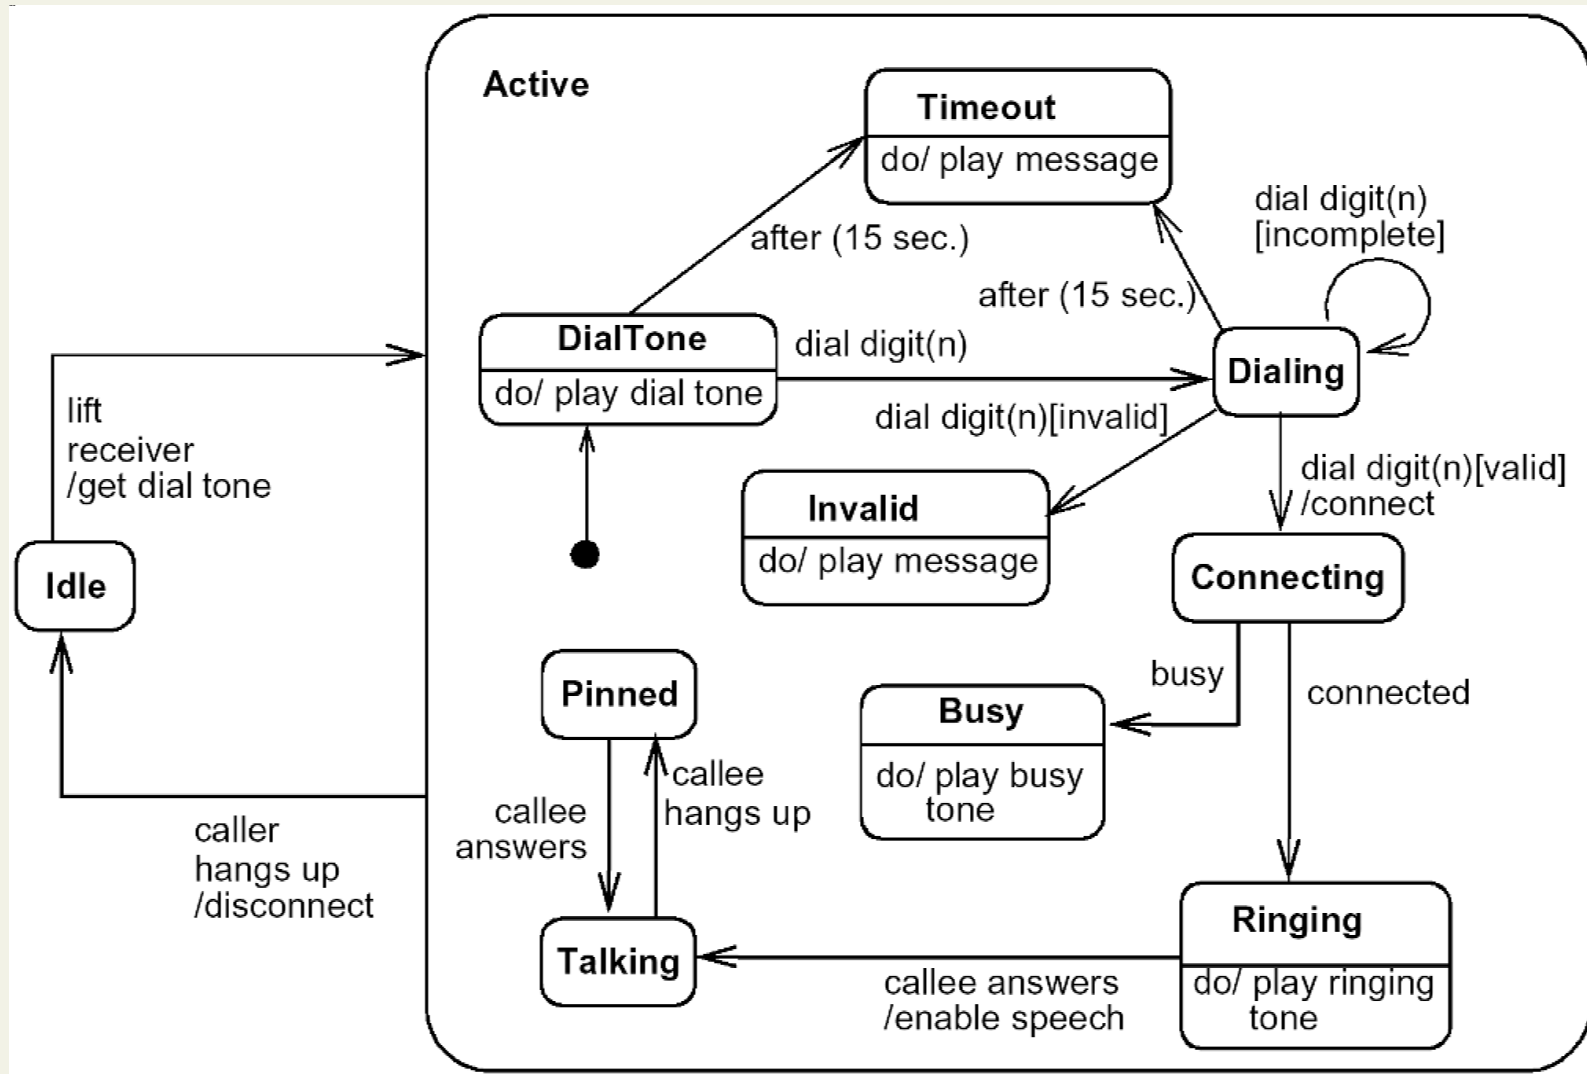 Active
Timeout
do/ play message
dial digit(n)
[incomplete]
after (15 sec.)
after (15 sec.)
DialTone
do/ play dial tone
dial digit(n)
Dialing
lift
receiver
/get dial tone
dial digit(n)[invalid]
dial digit(n)[valid]
/connect
Invalid
do/ play message
Idle
Connecting
Pinned
busy
connected
Busy
do/ play busy
tone
callee
hangs up
callee
answers
caller
hangs up
/disconnect
Talking
callee answers
/enable speech
Ringing
do/ play ringing
tone